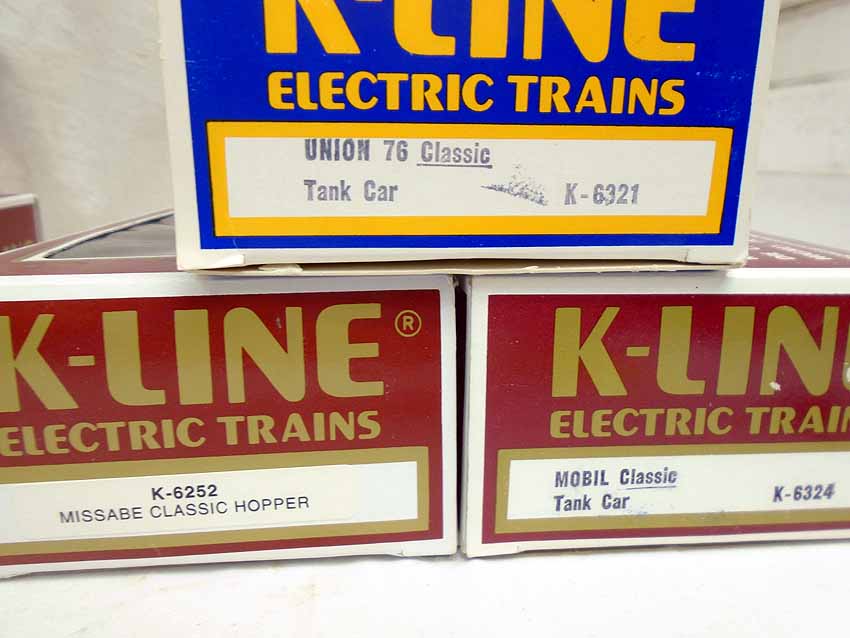 K-LINE
ELECTRIC TRAINS
UNION 76 Classic
Tank Car K-6321
K-LINE®
ELECTRIC TRAINS
K-6252
MISSABE CLASSIC HOPPER
K-LINE
ELECTRIC TRAINS
MOBIL Classic
Tank Car K-6324